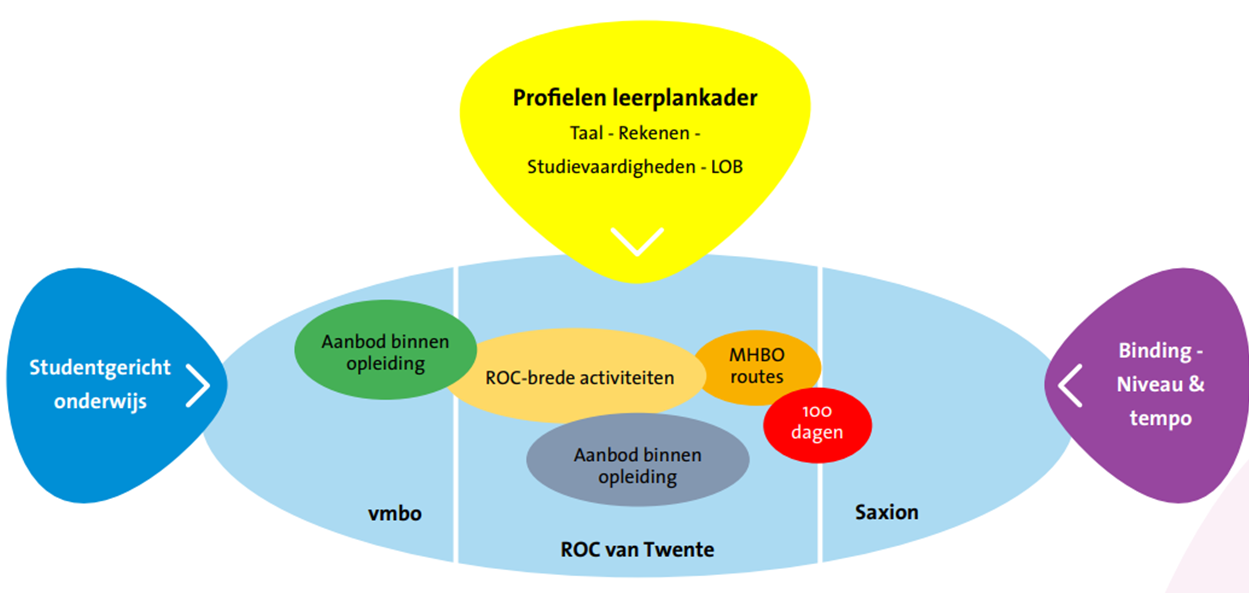 Profielen leerplankader
Taal - Rekenen -
Studievaardigheden - LOB
Studentgericht
onderwijs
Aanbod binnen
opleiding
ROC-brede activiteiten
MHBO
routes
100
dagen
Aanbod binnen
opleiding
Binding -
Niveau &
tempo
vmbo
ROC van Twente
Saxion